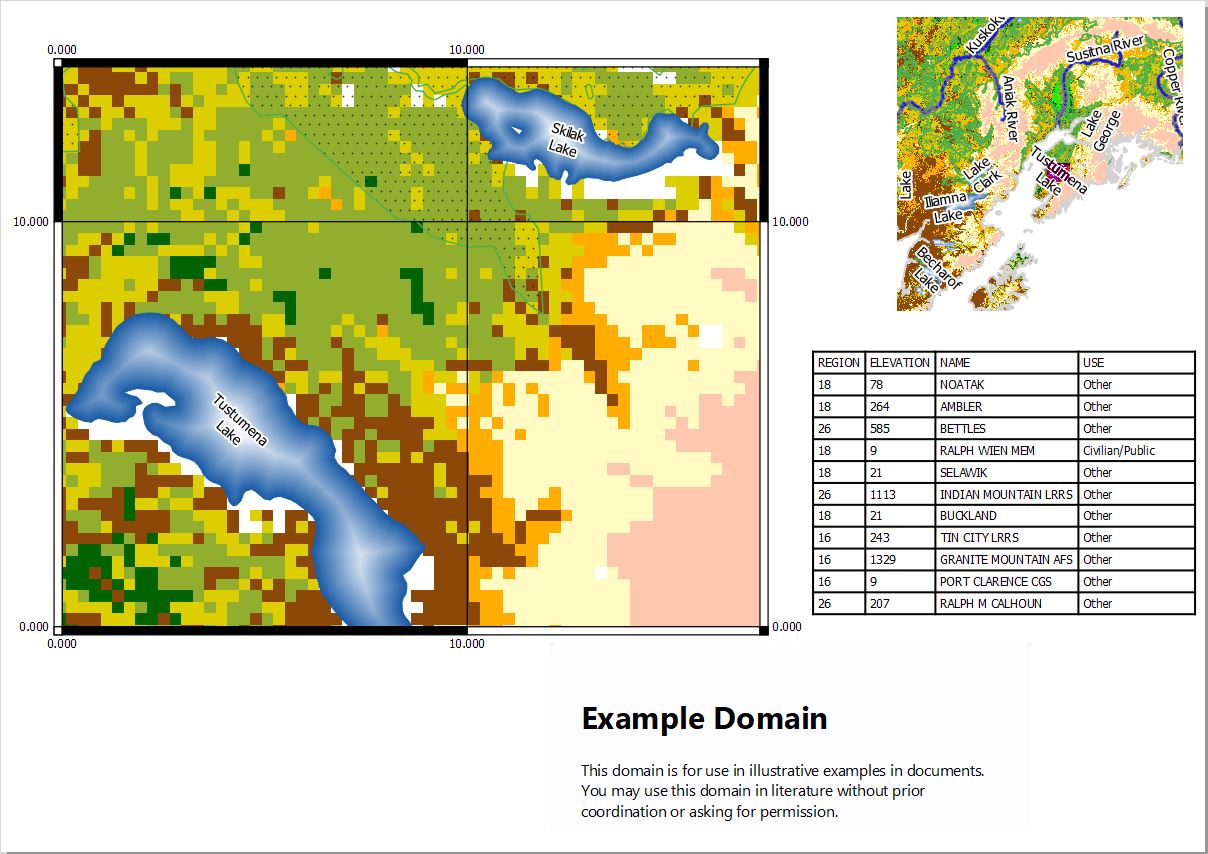 0.000 10.000
Skilak
Lake
10.000 10.000
Tustumena
Lake
0.000 0.000
0.000 10.000
Susitna River
Aniak River
Lake
George
Tustumena
Lake
Lake
Clark
Lake
Iliamna
Lake
Becharof
Lake
REGION ELEVATION NAME USE
18 78 NOATAK Other
18 264 AMBLER Other
26 585 BETTLES Other
18 9 RALPH WIEN MEM Civilian/Public
18 21 SELAWIK Other
26 1113 INDIAN MOUNTAIN LRRS Other
18 21 BUCKLAND Other
16 243 TIN CITY LRRS Other
16 1329 GRANITE MOUNTAIN AFS Other
16 9 PORT CLARENCE CGS Other
26 207 RALPH M CALHOUN Other
Example Domain
This domain is for use in illustrative examples in documents.
You may use this domain in literature without prior
coordination or asking for permission.